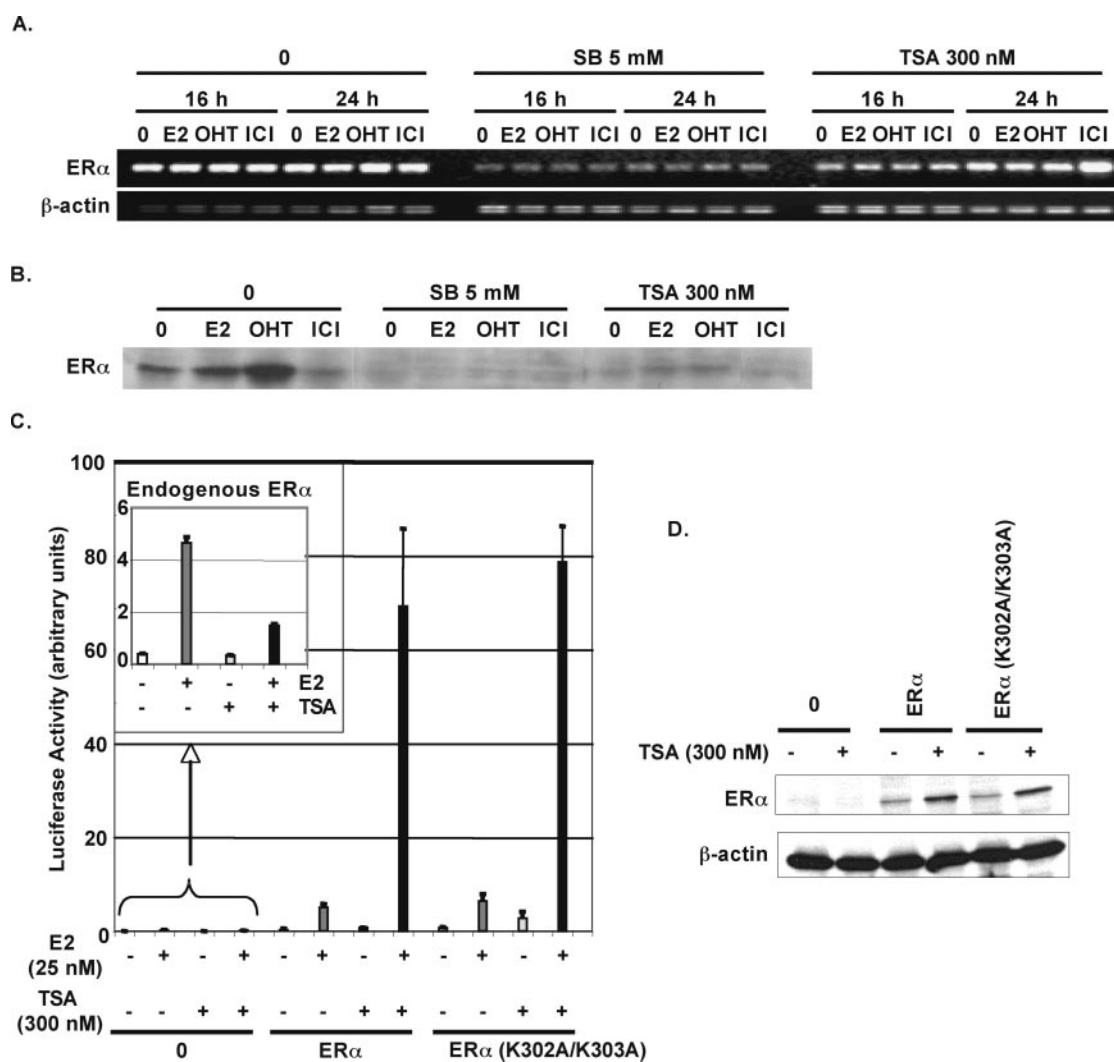 A.
0 SB 5 mM TSA 300 nM
16 h 24 h 16 h 24 h 16 h 24 h
0 E2 OHT ICI 0 E2 OHT ICI 0 E2 OHT ICI 0 E2 OHT ICI 0 E2 OHT ICI 0 E2 OHT ICI
ERα
β-actin
B.
0 SB 5 mM TSA 300 nM
0 E2 OHT ICI 0 E2 OHT ICI 0 E2 OHT ICI
ERα
C.
Luciferase Activity (arbitrary units)
100
80
60
40
20
0
Endogenous ERα
6
4
2
0
- + - + E2
- - + + TSA
E2 (25 nM) - + - + - + - + - + - +
TSA (300 nM) - - + + - - + + - - + +
0 ERα ERα (K302A/K303A)
D.
0 ERα ERα (K302A/K303A)
TSA (300 nM) - + - + - +
ERα
β-actin